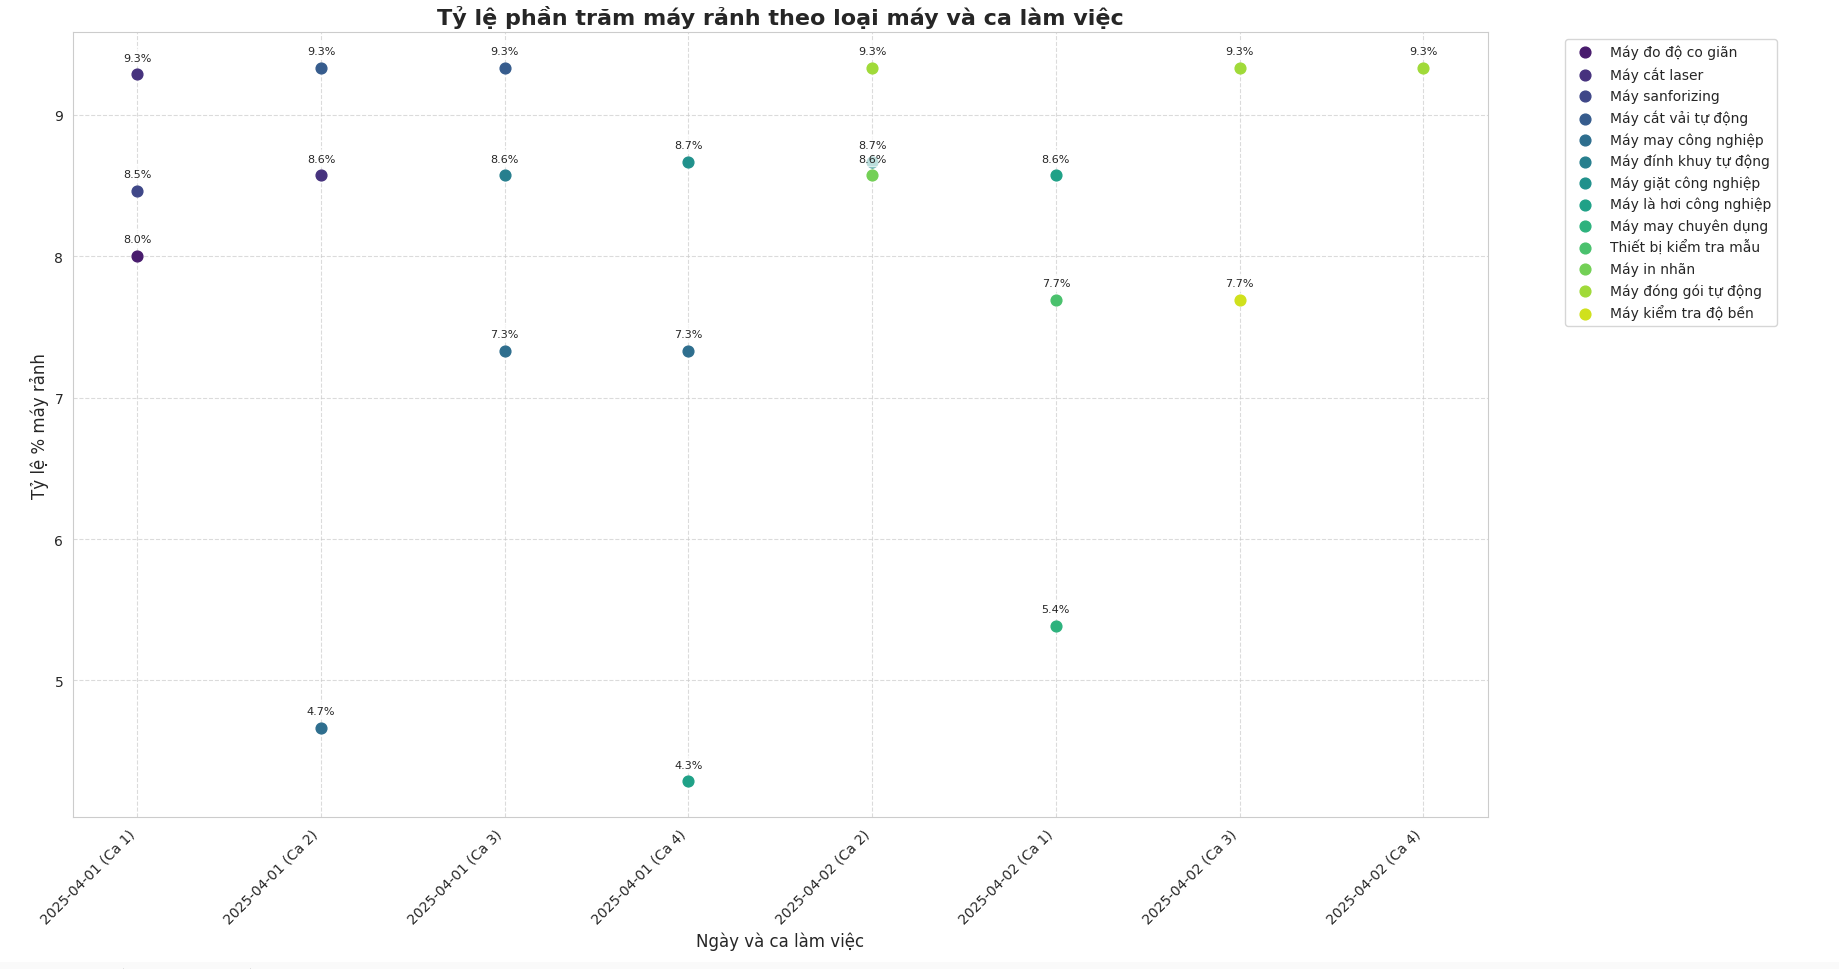 Tỷ lệ phần trăm máy rảnh theo loại máy và ca làm việc
Tỷ lệ % máy rảnh
9
8
7
6
5
9.3%
8.5%
8.0%
9.3%
8.6%
4.7%
9.3%
8.6%
7.3%
8.7%
7.3%
4.3%
9.3%
8.7%
8.6%
8.6%
7.7%
5.4%
9.3%
7.7%
9.3%
2025-04-01 (Ca 1)
2025-04-01 (Ca 2)
2025-04-01 (Ca 3)
2025-04-01 (Ca 4)
2025-04-02 (Ca 2)
2025-04-02 (Ca 1)
2025-04-02 (Ca 3)
2025-04-02 (Ca 4)
Ngày và ca làm việc
Máy đo độ co giãn
Máy cắt laser
Máy sanforizing
Máy cắt vải tự động
Máy may công nghiệp
Máy đính khuy tự động
Máy giặt công nghiệp
Máy là hơi công nghiệp
Máy may chuyên dụng
Thiết bị kiểm tra mẫu
Máy in nhãn
Máy đóng gói tự động
Máy kiểm tra độ bền